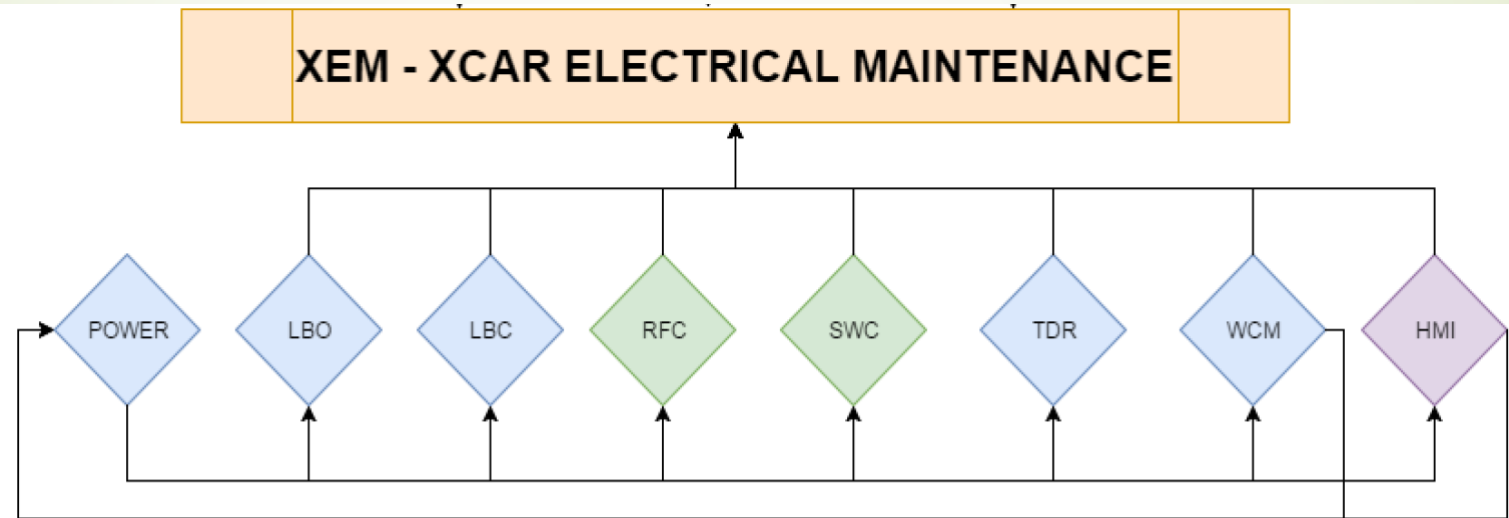 XEM - XCAR ELECTRICAL MAINTENANCE
POWER
LBO
LBC
RFC
SWC
TDR
WCM
HMI